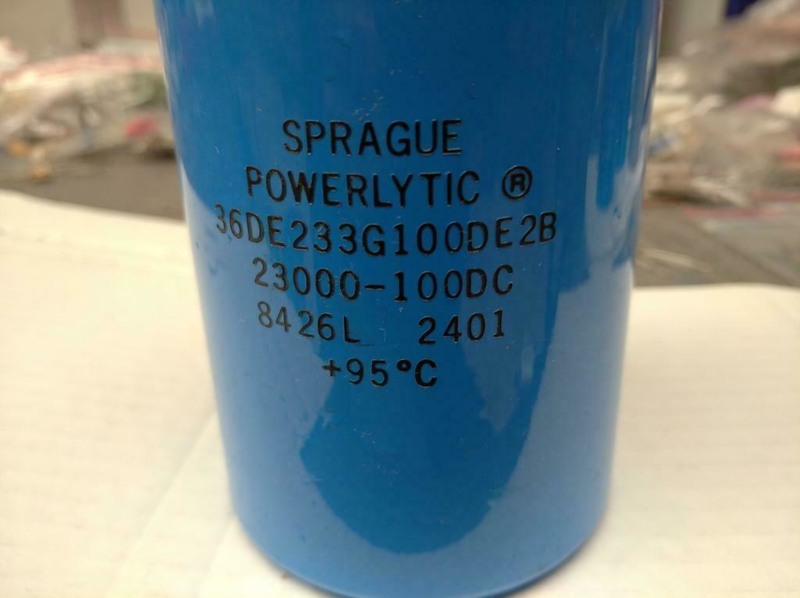 SPRAGUE
POWERLYTIC ®
36DE233G100DE2B
23000-100DC
8426L 2401
+95°C